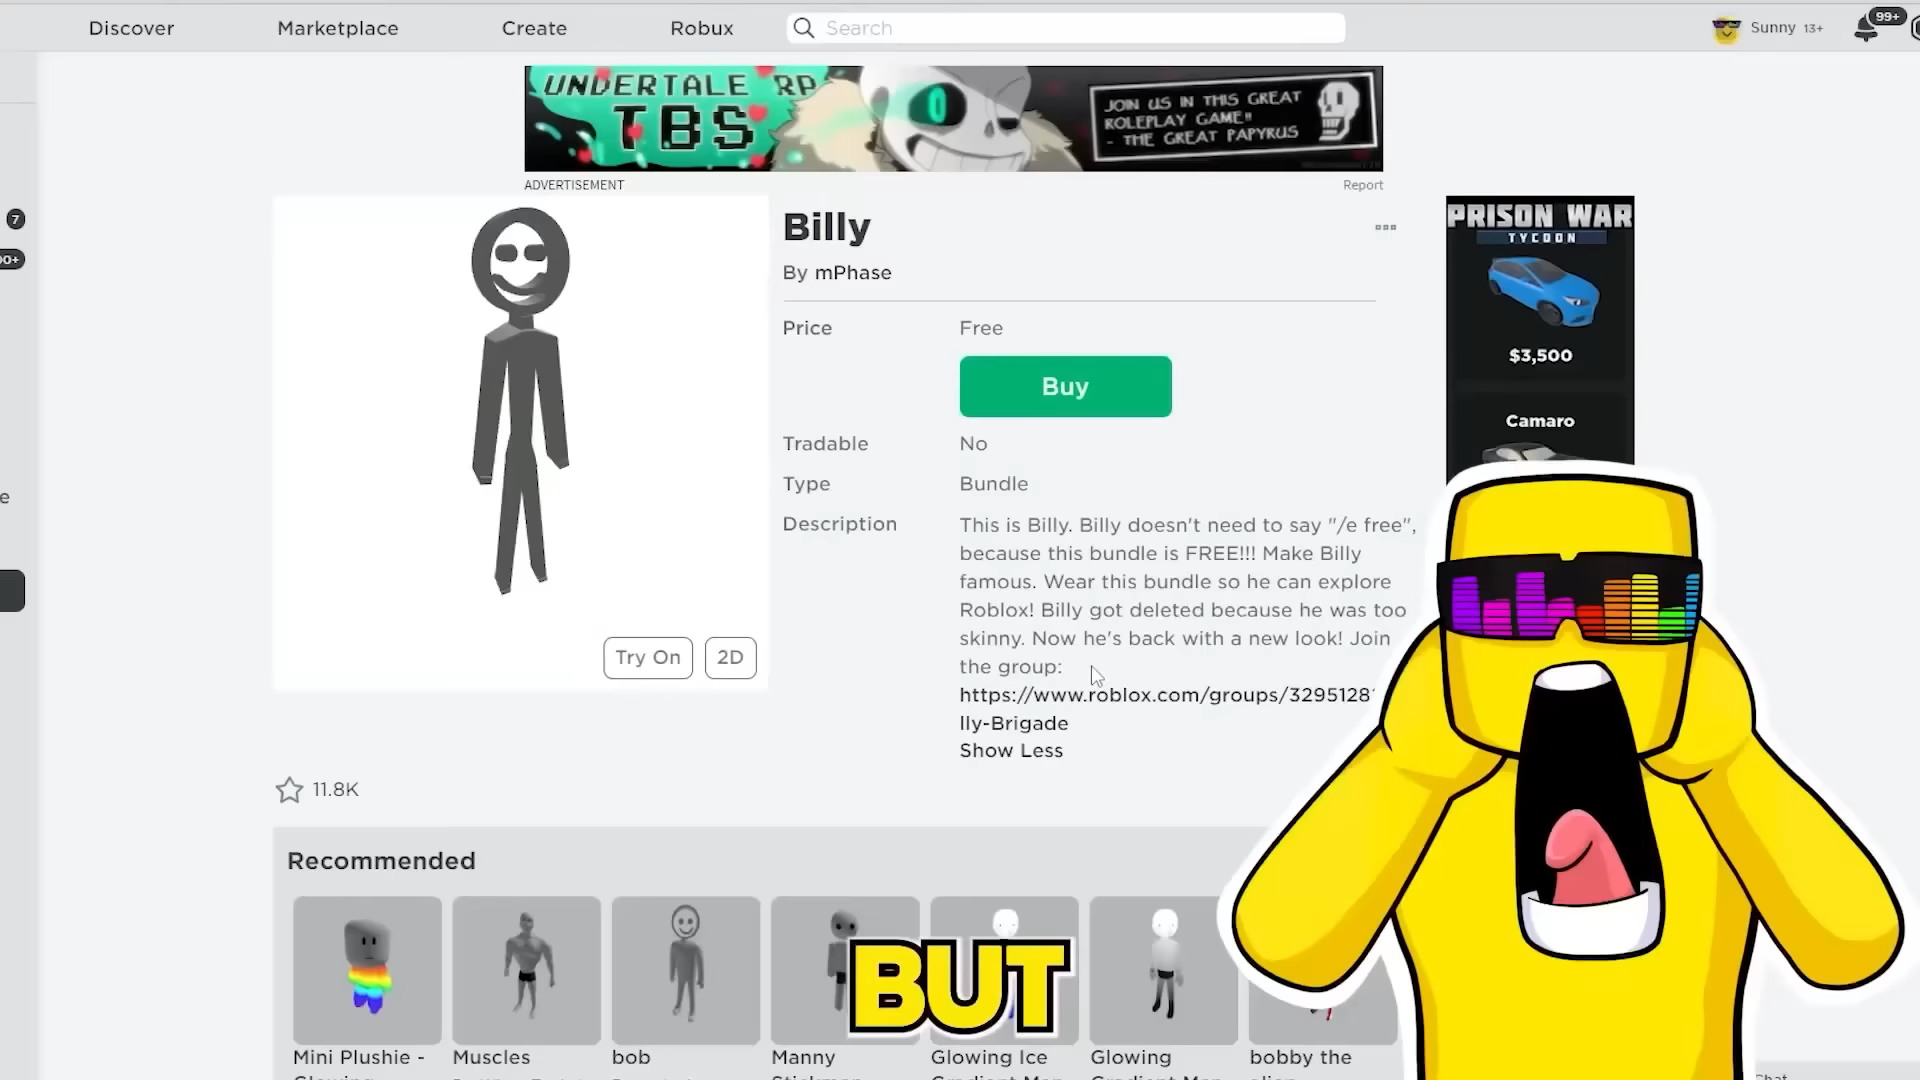 Discover
Marketplace
Create
Robux
Search
Sunny 13+
99+
UNDERTALE RP
TBS
JOIN US IN THIS GREAT
ROLEPLAY GAME"
- THE GREAT PAPYRUS
ADVERTISEMENT
Report
7
00+
e
Billy
By mPhase
Price
Free
Buy
Tradable
No
Type
Bundle
Description
This is Billy. Billy doesn't need to say "/e free",
because this bundle is FREE!!! Make Billy
famous. Wear this bundle so he can explore
Roblox! Billy got deleted because he was too
skinny. Now he's back with a new look! Join
the group:
https://www.roblox.com/groups/3295128
lly-Brigade
Show Less
Try On
2D
11.8K
PRISON WAR
TYCOON
$3,500
Camaro
Recommended
BUT
Mini Plushie -
Muscles
bob
Manny
Glowing Ice
Glowing
bobby the